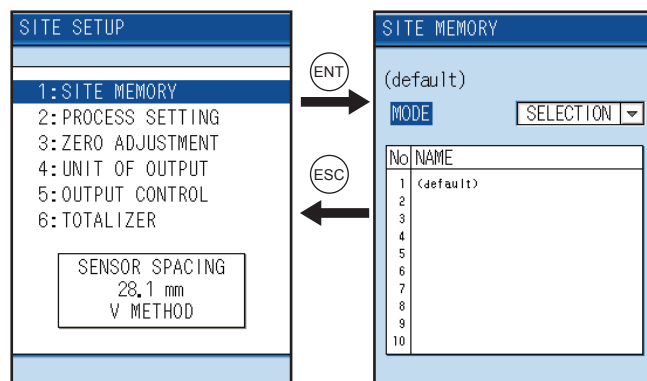 SITE SETUP
1:SITE MEMORY
2:PROCESS SETTING
3:ZERO ADJUSTMENT
4:UNIT OF OUTPUT
5:OUTPUT CONTROL
6:TOTALIZER
SENSOR SPACING
28.1 mm
V METHOD
ENT
ESC
SITE MEMORY
(default)
MODE SELECTION
No NAME
1 (default)
2
3
4
5
6
7
8
9
10